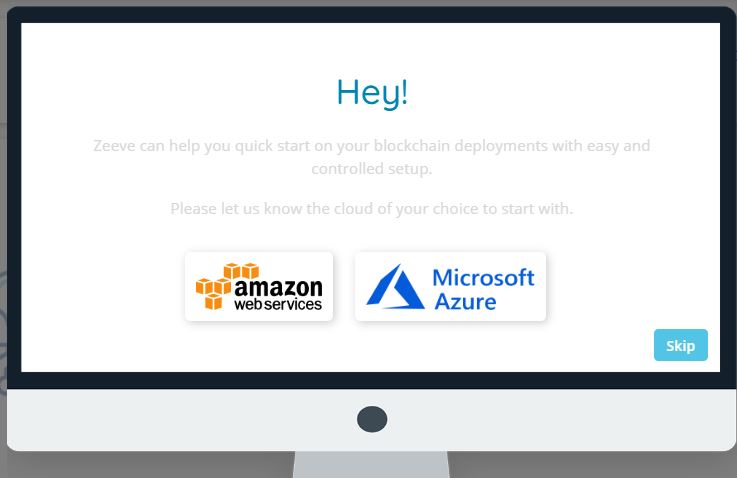 Hey!
Zeeve can help you quick start on your blockchain deployments with easy and
controlled setup.
Please let us know the cloud of your choice to start with.
amazon
web services
Microsoft
Azure
Skip